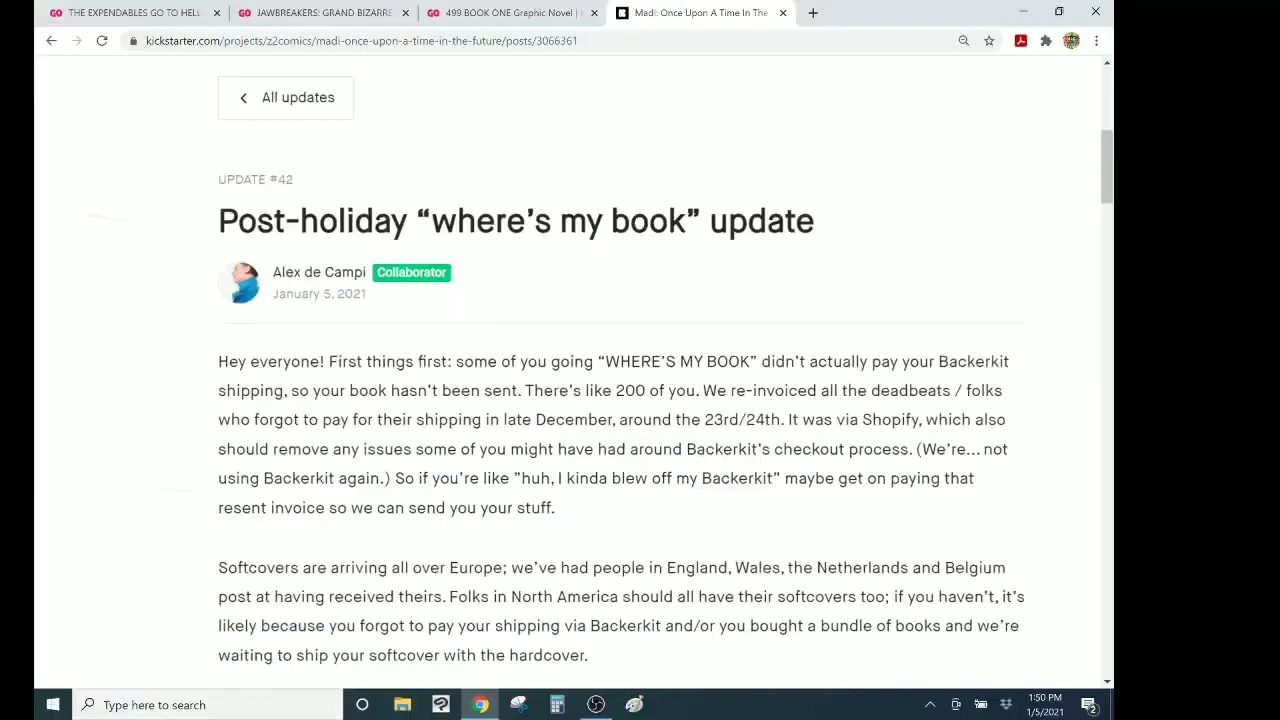 THE EXPENDABLES GO TO HELL -
JAWBREAKERS: GRAND BIZARRE
499 BOOK ONE Graphic Novel |
Madi: Once Upon A Time In The
kickstarter.com/projects/z2comics/madi-once-upon-a-time-in-the-future/posts/3066361
All updates
UPDATE #42
Post-holiday “where’s my book” update
Alex de Campi Collaborator
January 5, 2021
Hey everyone! First things first: some of you going “WHERE’S MY BOOK” didn’t actually pay your Backerkit
shipping, so your book hasn’t been sent. There’s like 200 of you. We re-invoiced all the deadbeats / folks
who forgot to pay for their shipping in late December, around the 23rd/24th. It was via Shopify, which also
should remove any issues some of you might have had around Backerkit’s checkout process. (We’re... not
using Backerkit again.) So if you’re like ”huh, I kinda blew off my Backerkit" maybe get on paying that
resent invoice so we can send you your stuff.
Softcovers are arriving all over Europe; we’ve had people in England, Wales, the Netherlands and Belgium
post at having received theirs. Folks in North America should all have their softcovers too; if you haven’t, it’s
likely because you forgot to pay your shipping via Backerkit and/or you bought a bundle of books and we’re
waiting to ship your softcover with the hardcover.
Type here to search
1:50 PM
1/5/2021
2